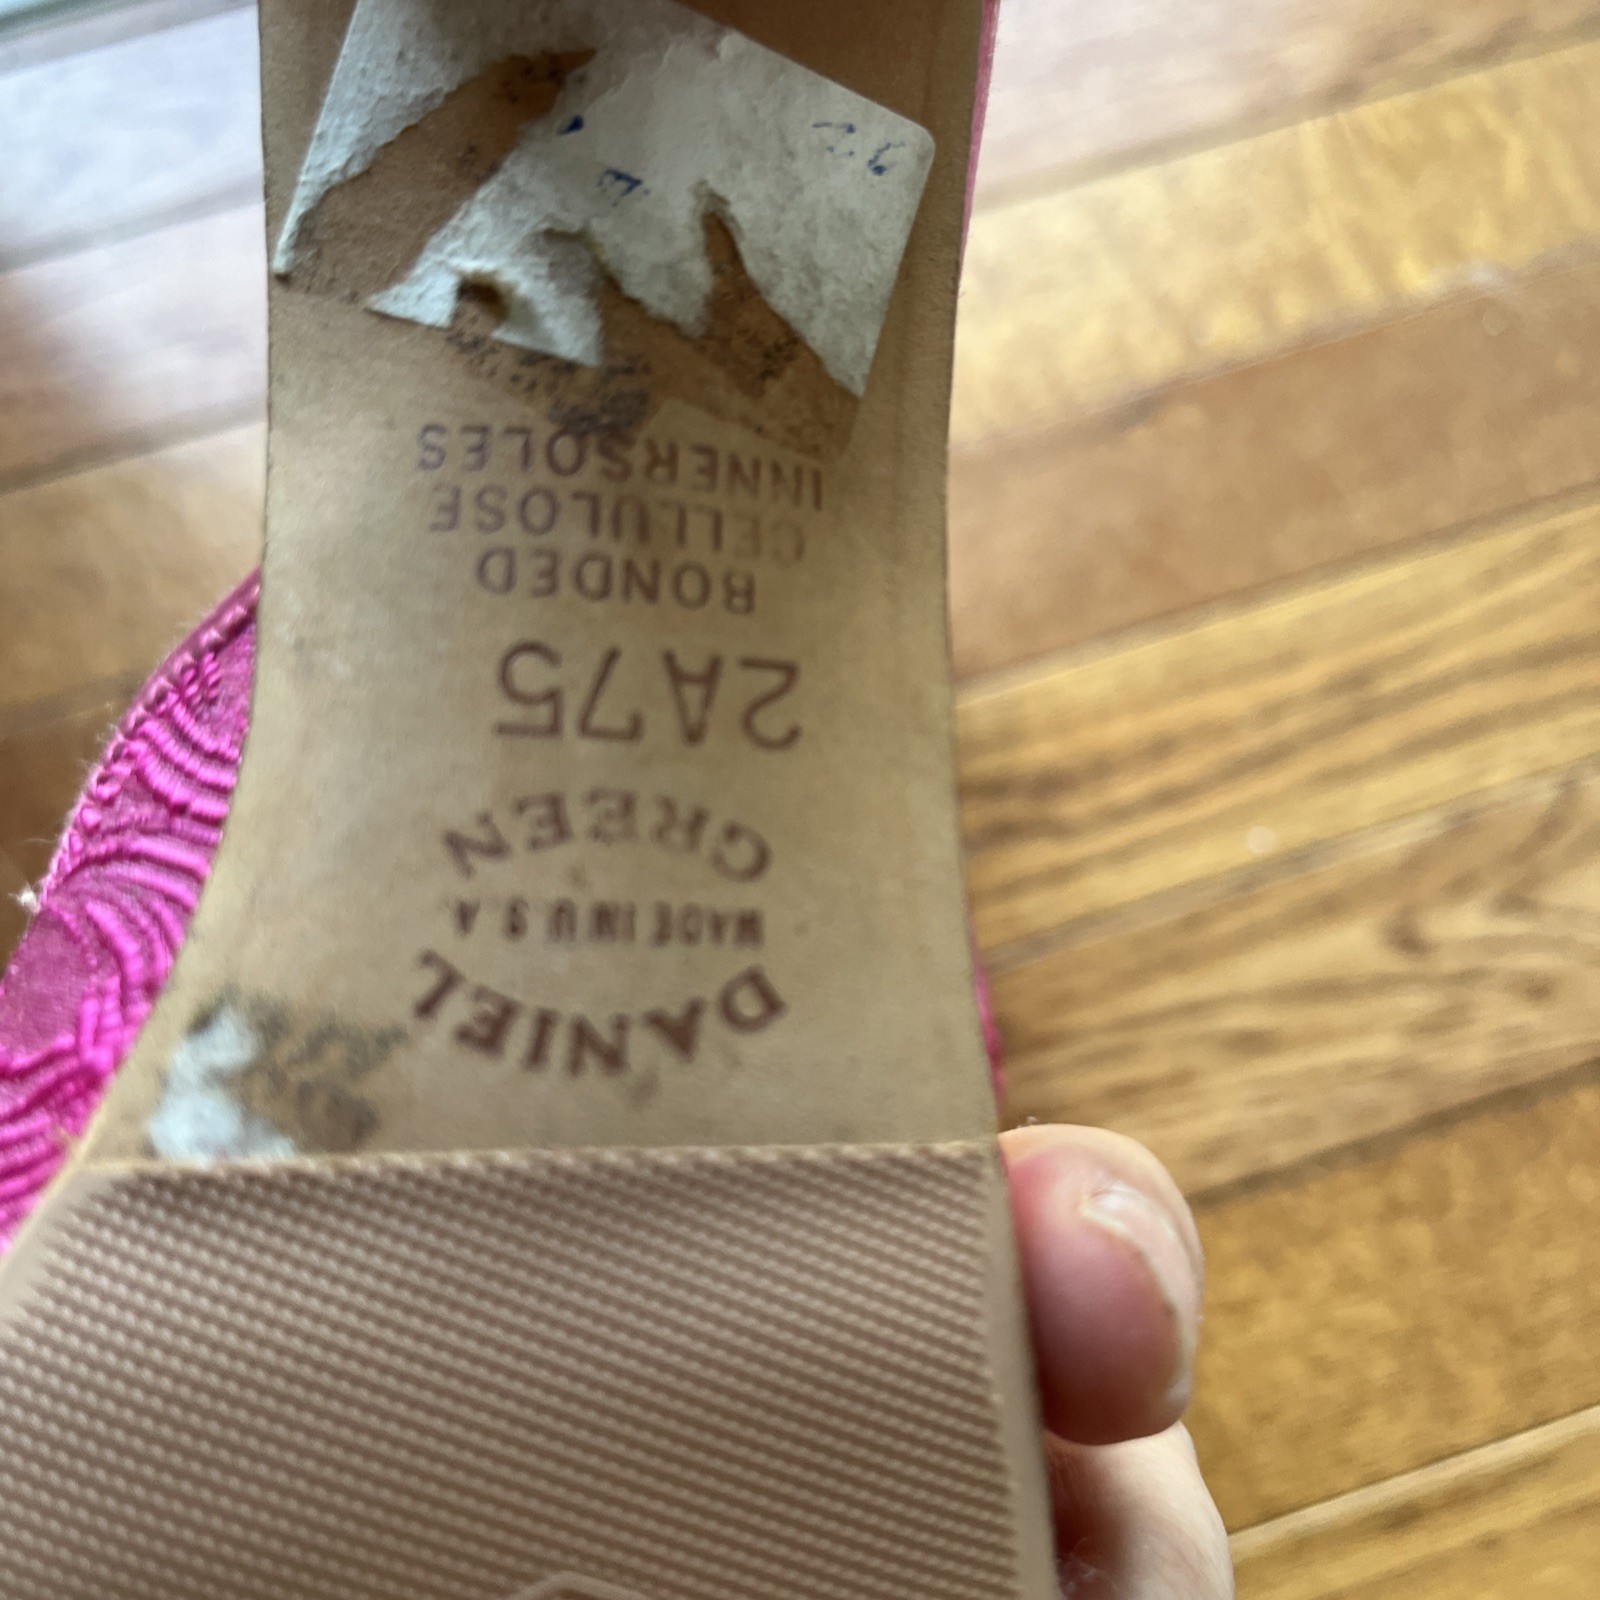 DANIEL
MADE IN U.S.A.
GREEN
2A75
BONDED
CELLULOSE
INNERSOLES